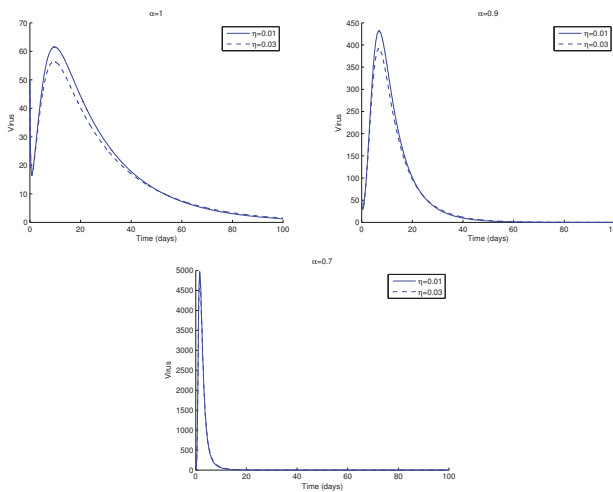 α=1
70
60
50
40
30
20
10
0
Virus
0 20 40 60 80 100
Time (days)
η=0.01
η=0.03
α=0.9
450
400
350
300
250
200
150
100
50
0
Virus
0 20 40 60 80
Time (days)
η=0.01
η=0.03
α=0.7
5000
4500
4000
3500
3000
2500
2000
1500
1000
500
0
Virus
0 20 40 60 80 100
Time (days)
η=0.01
η=0.03